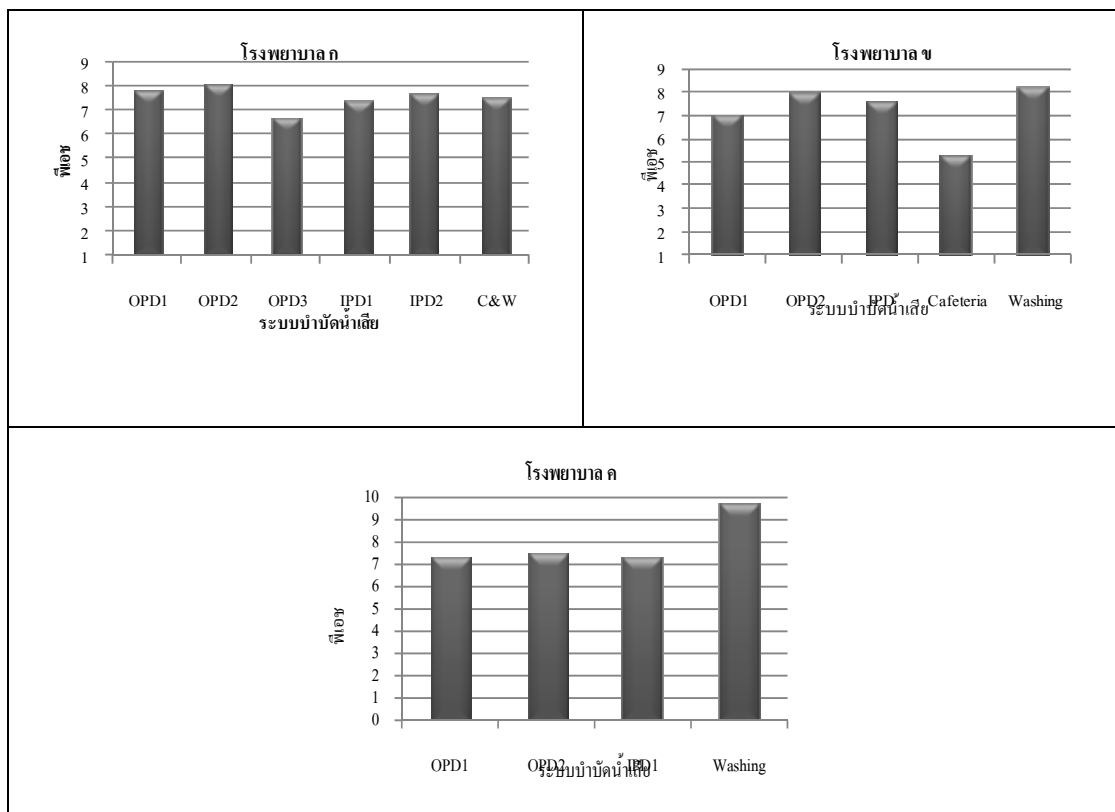 โรงพยาบาล ก
พีเอช
9
8
7
6
5
4
3
2
1
OPD1 OPD2 OPD3 IPD1 IPD2 C&W
ระบบบำบัดน้ำเสีย
โรงพยาบาล ข
พีเอช
9
8
7
6
5
4
3
2
1
OPD1 OPD2 IPD Cafeteria Washing
ระบบบำบัดน้ำเสีย
โรงพยาบาล ค
พีเอช
10
9
8
7
6
5
4
3
2
1
0
OPD1 OPD2 IPD1 Washing
ระบบบำบัดน้ำเสีย